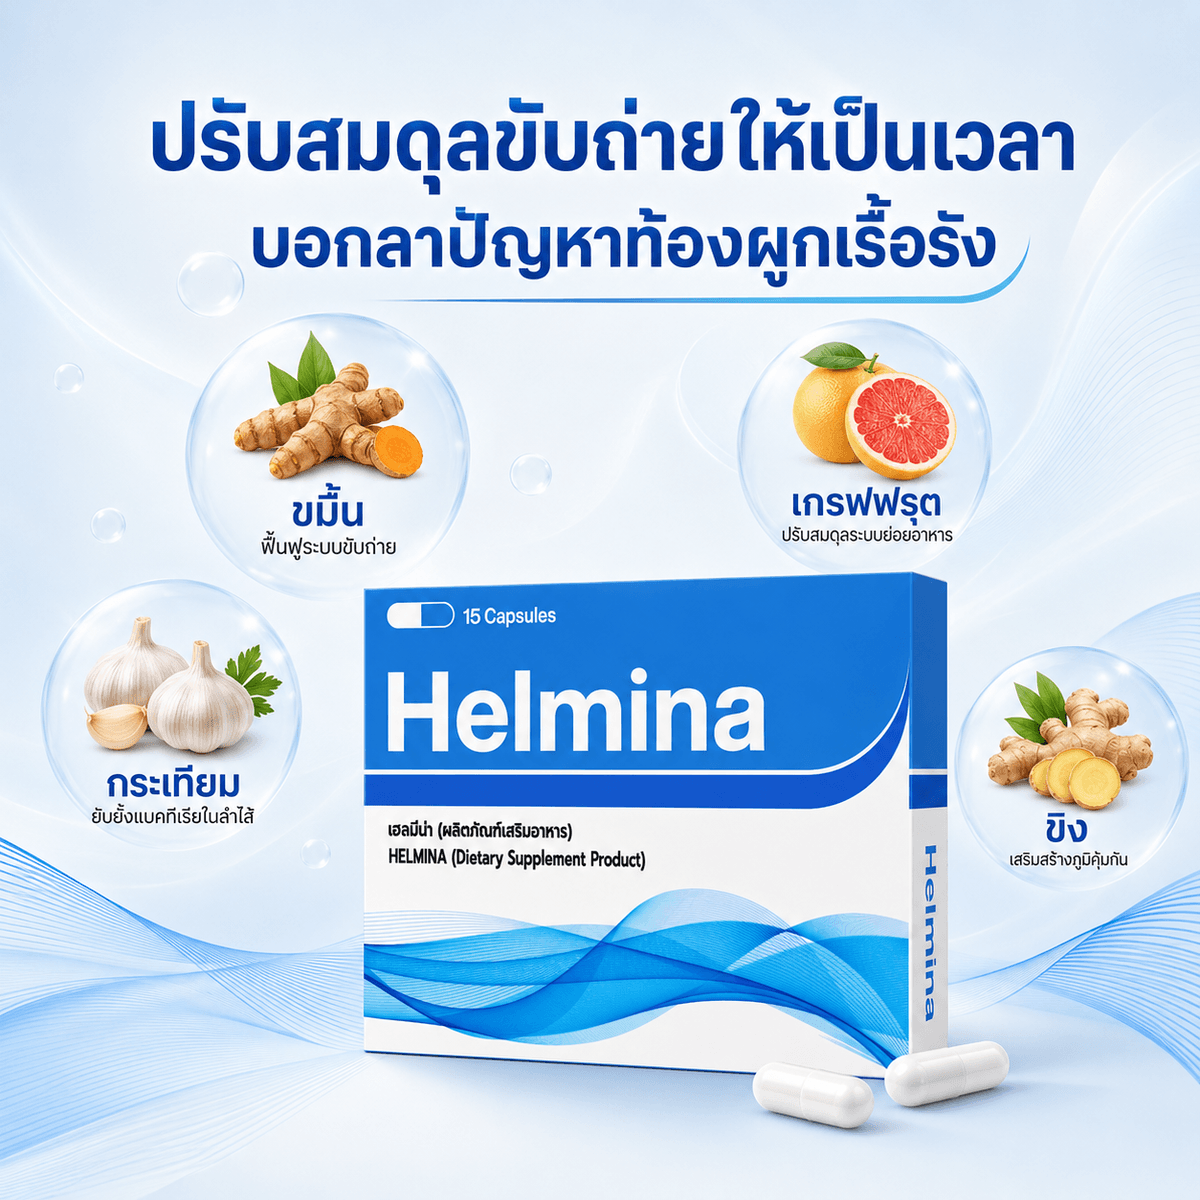 ปรับสมดุลขับถ่ายให้เป็นเวลา
บอกลาปัญหาท้องผูกเรื้อรัง
ขมิ้น
ฟื้นฟูระบบขับถ่าย
เกรฟฟรุต
ปรับสมดุลระบบย่อยอาหาร
กระเทียม
ยับยั้งแบคทีเรียในลำไส้
ขิง
เสริมสร้างภูมิคุ้มกัน
15 Capsules
Helmina
เฮลมีน่า (ผลิตภัณฑ์เสริมอาหาร)
HELMINA (Dietary Supplement Product)
Helmina